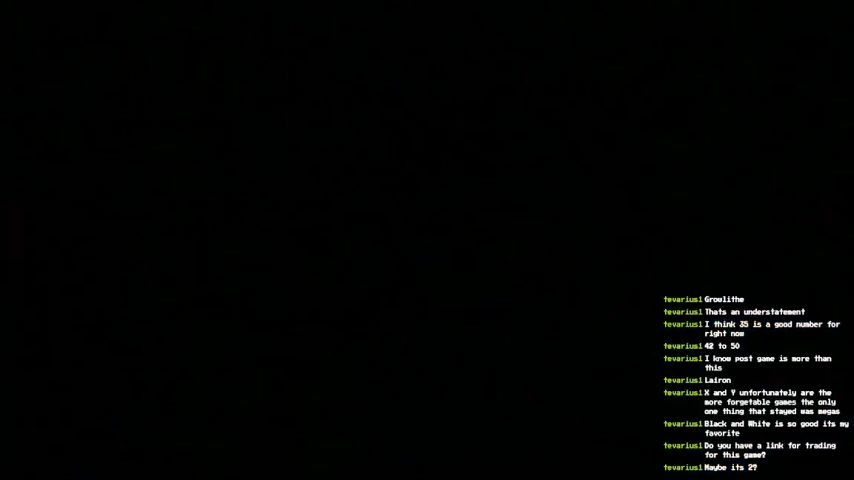 tevarius1 Growlithe
tevarius1 Thats an understatement
tevarius1 I think 35 is a good number for
right now
tevarius1 42 to 50
tevarius1 I know post game is more than
this
tevarius1 Lairon
tevarius1 X and Y unfortunately are the
more forgetable games the only
one thing that stayed was megas
tevarius1 Black and White is so good its my
favorite
tevarius1 Do you have a link for trading
for this game?
tevarius1 Maybe its 2?